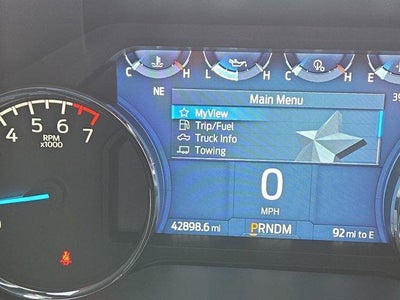 C H L H C H E
NE
Main Menu
39
MyView
Trip/Fuel
Truck Info
Towing
4 5 6 7
RPM
x1000
0
MPH
42898.6 mi
PRNDM
92 mi to E